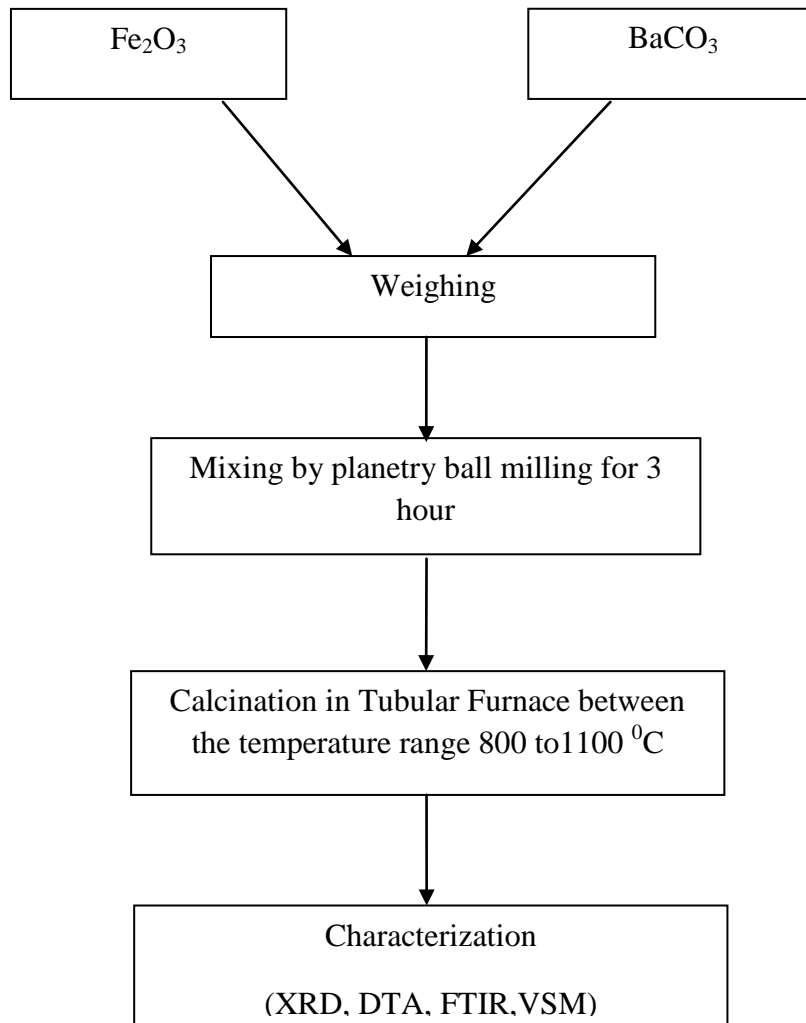 Fe₂O₃
BaCO₃
Weighing
Mixing by planetry ball milling for 3
hour
Calcination in Tubular Furnace between
the temperature range 800 to1100 ⁰C
Characterization
(XRD, DTA, FTIR,VSM)